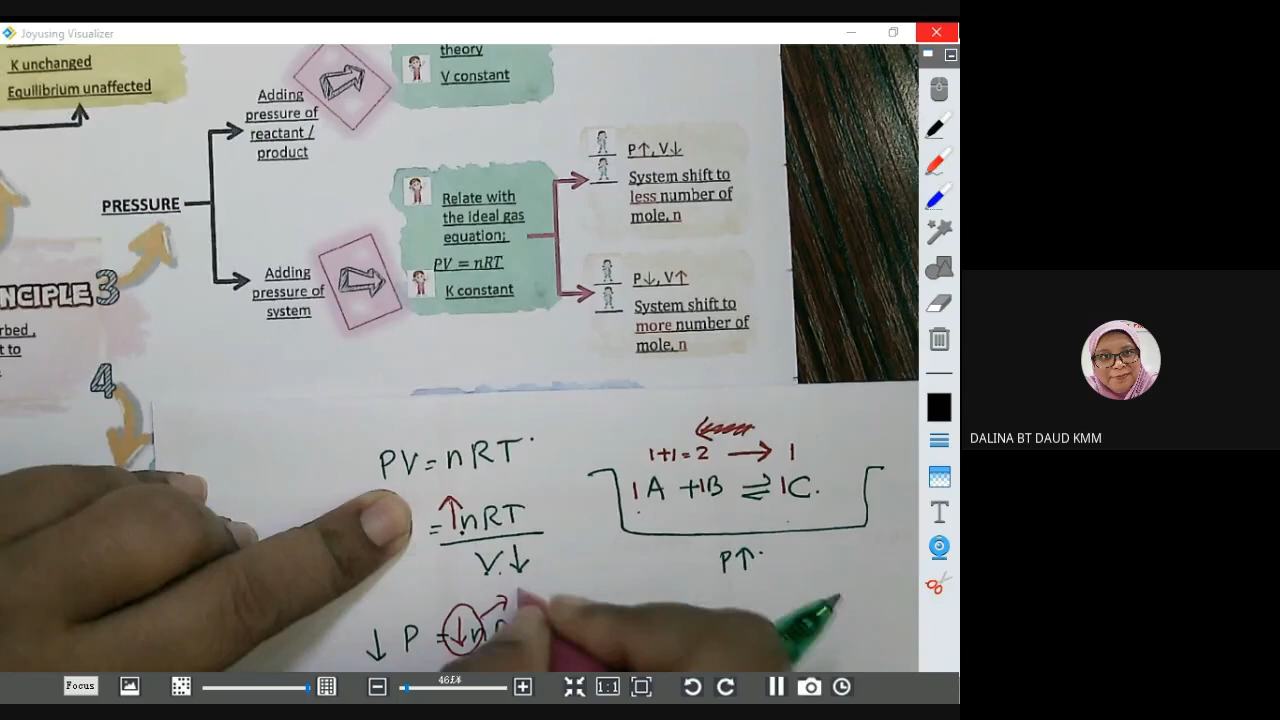 Joyusing Visualizer
K unchanged
Equilibrium unaffected
theory
V constant
Adding
pressure of
reactant /
product
PRESSURE
Adding
pressure of
system
Relate with
the ideal gas
equation;
PV = nRT
K constant
P↑, V↓
System shift to
less number of
mole, n
P↓, V↑
System shift to
more number of
mole, n
NCIPLE 3
rbed ,
t to
4
PV = nRT
= ↑nRT
V ↓
↓ P = ↓n
←
1+1=2 → 1
1A + 1B ⇌ 1C
P↑
DALINA BT DAUD KMM
Focus
1:1
T